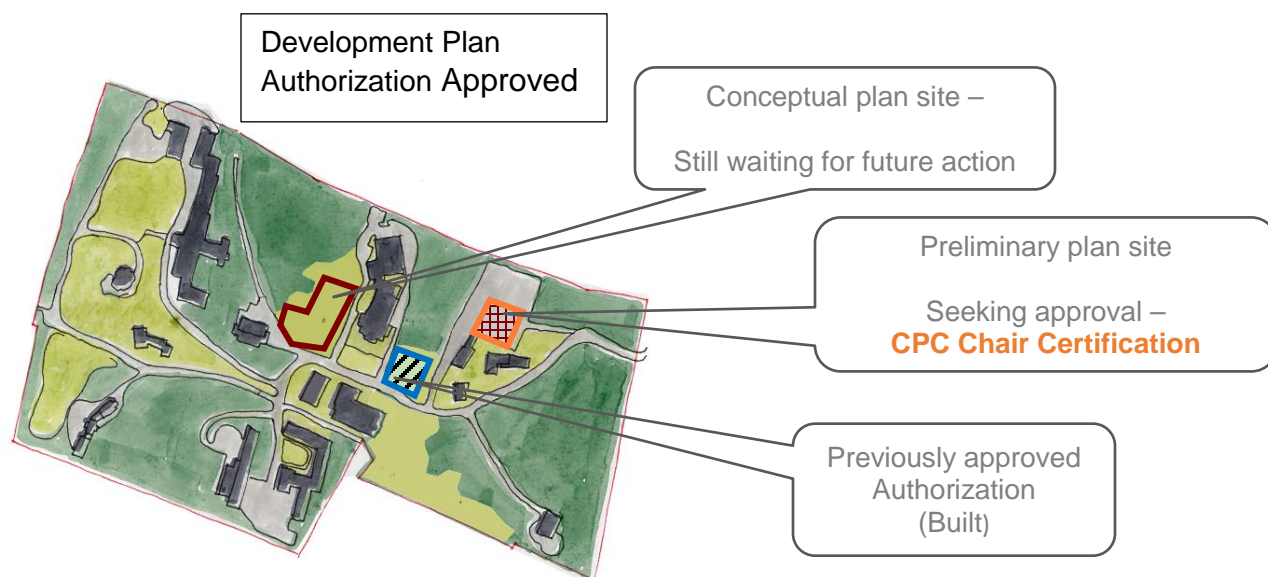 Development Plan
Authorization Approved
Conceptual plan site –
Still waiting for future action
Preliminary plan site
Seeking approval –
CPC Chair Certification
Previously approved
Authorization
(Built)